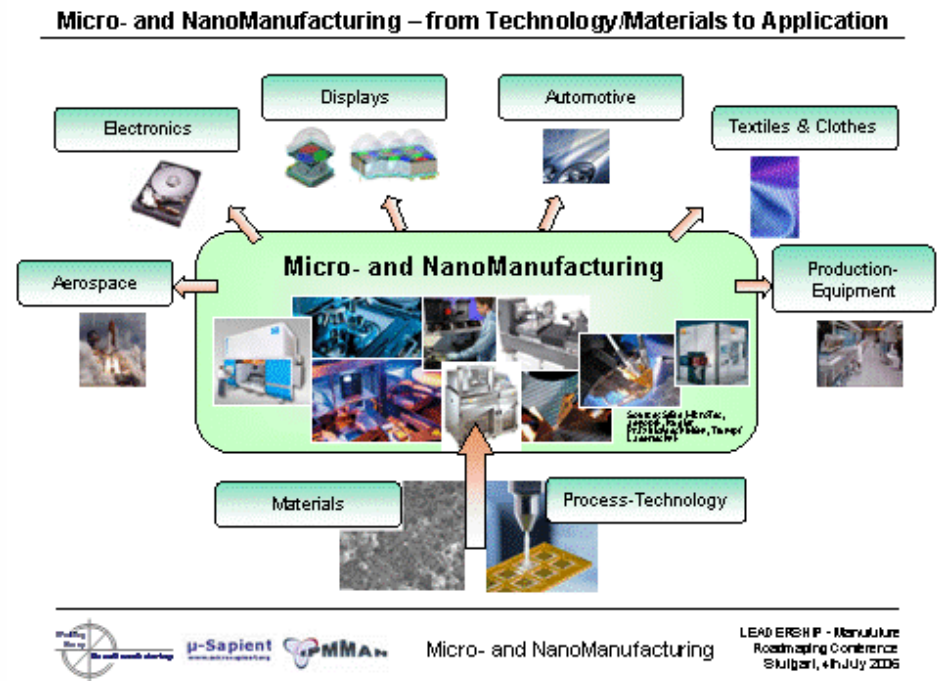 Micro- and NanoManufacturing – from Technology/Materials to Application
Displays
Automotive
Electronics
Textiles & Clothes
Micro- and NanoManufacturing
Aerospace
Production-
Equipment
Materials
Process-Technology
µ-Sapient
Micro- and NanoManufacturing
LEADERSHIP - Manufuture
Roadmaping Conference
Stuttgart, 4th July 2006